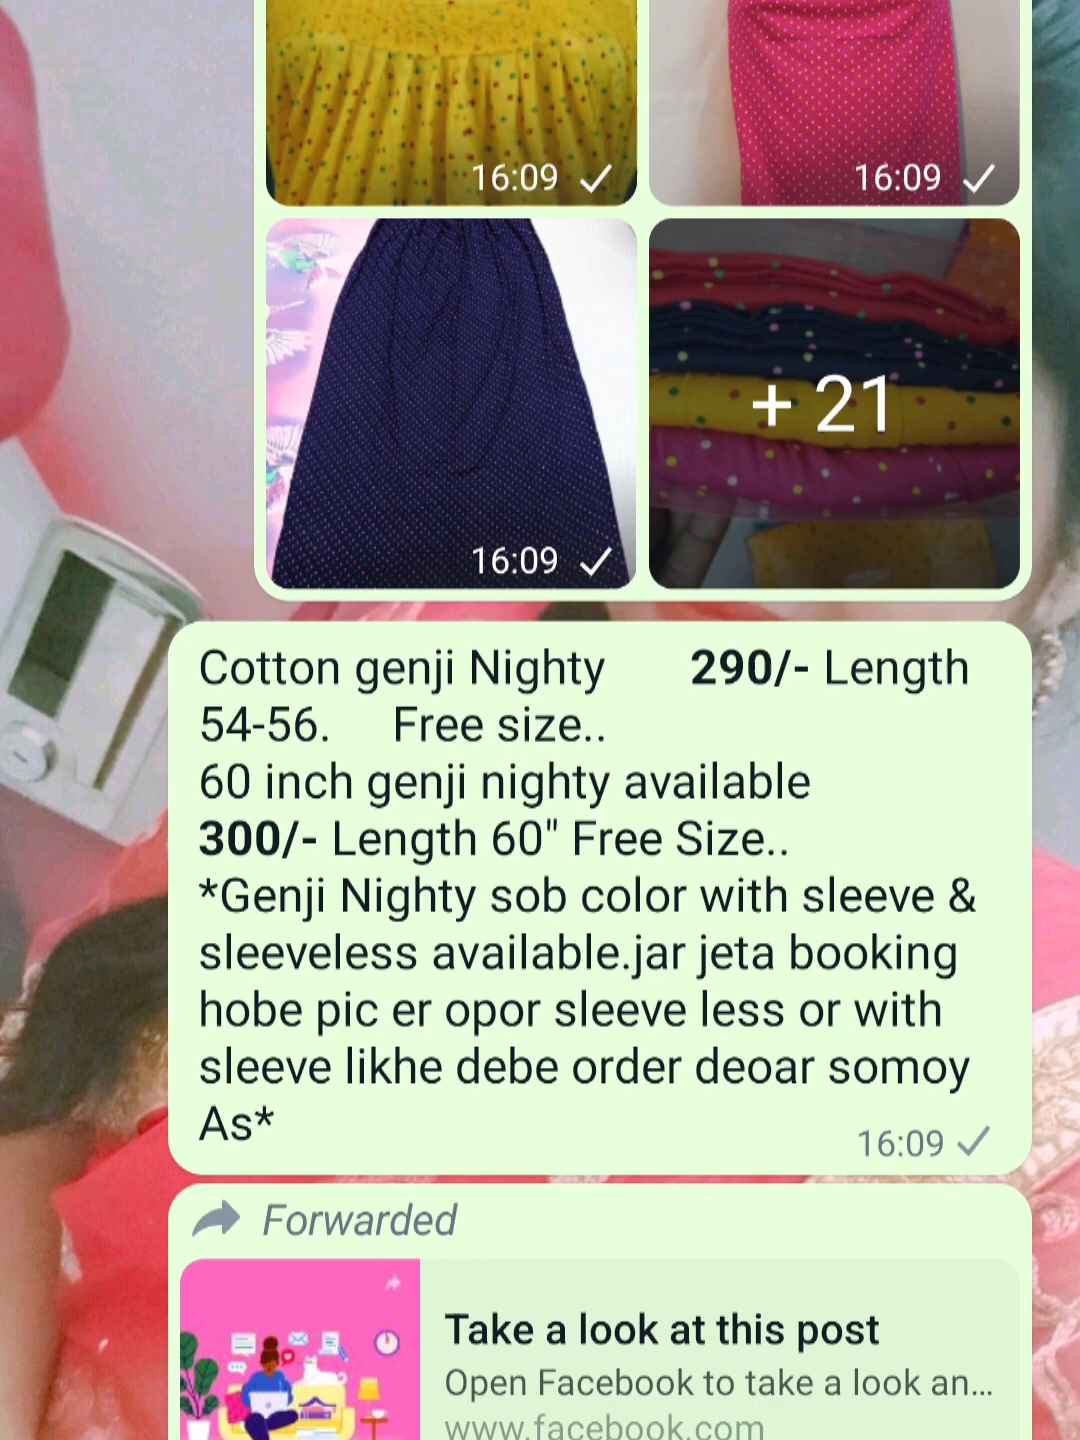 16:09
16:09
16:09
+ 21
Cotton genji Nighty 290/- Length
54-56. Free size..
60 inch genji nighty available
300/- Length 60" Free Size..
*Genji Nighty sob color with sleeve &
sleeveless available.jar jeta booking
hobe pic er opor sleeve less or with
sleeve likhe debe order deoar somoy
As*
16:09
Forwarded
Take a look at this post
Open Facebook to take a look an...
www.facebook.com